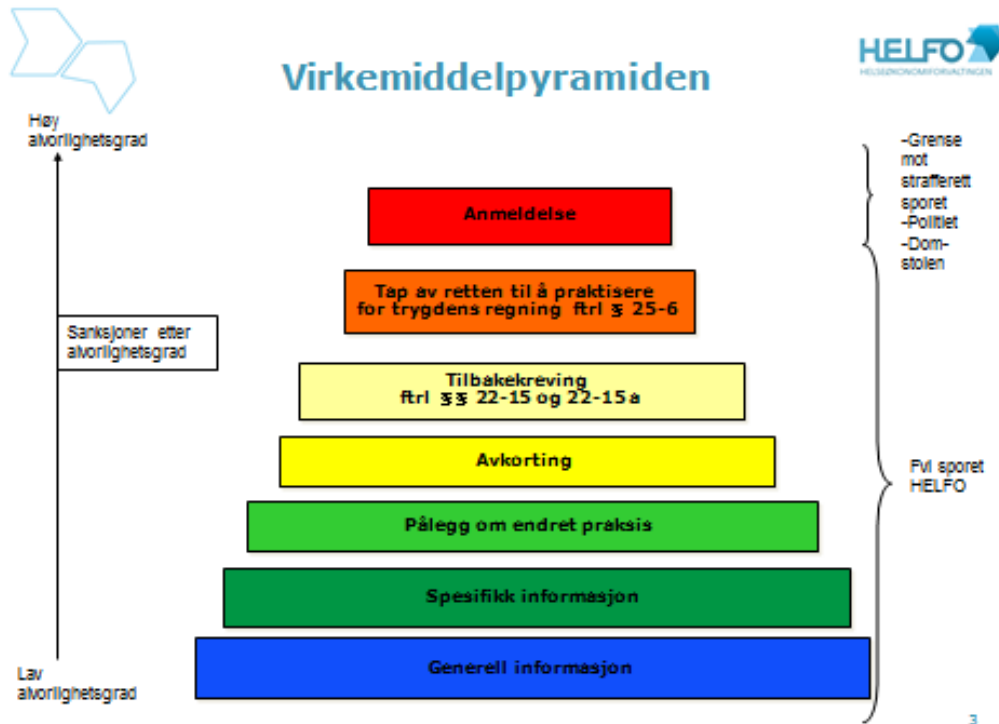 Virkemiddelpyramiden
HELFO
HELSEØKONOMIFORVALTNINGEN
Høy
alvorlighetsgrad
-Grense
mot
strafferett
sporet
-Politiet
-Dom-
stolen
Anmeldelse
Tap av retten til å praktisere
for trygdens regning ftrl § 25-6
Sanksjoner etter
alvorlighetsgrad
Tilbakekreving
ftrl §§ 22-15 og 22-15 a
Avkorting
Fvl sporet
HELFO
Pålegg om endret praksis
Spesifikk informasjon
Generell informasjon
Lav
alvorlighetsgrad
3